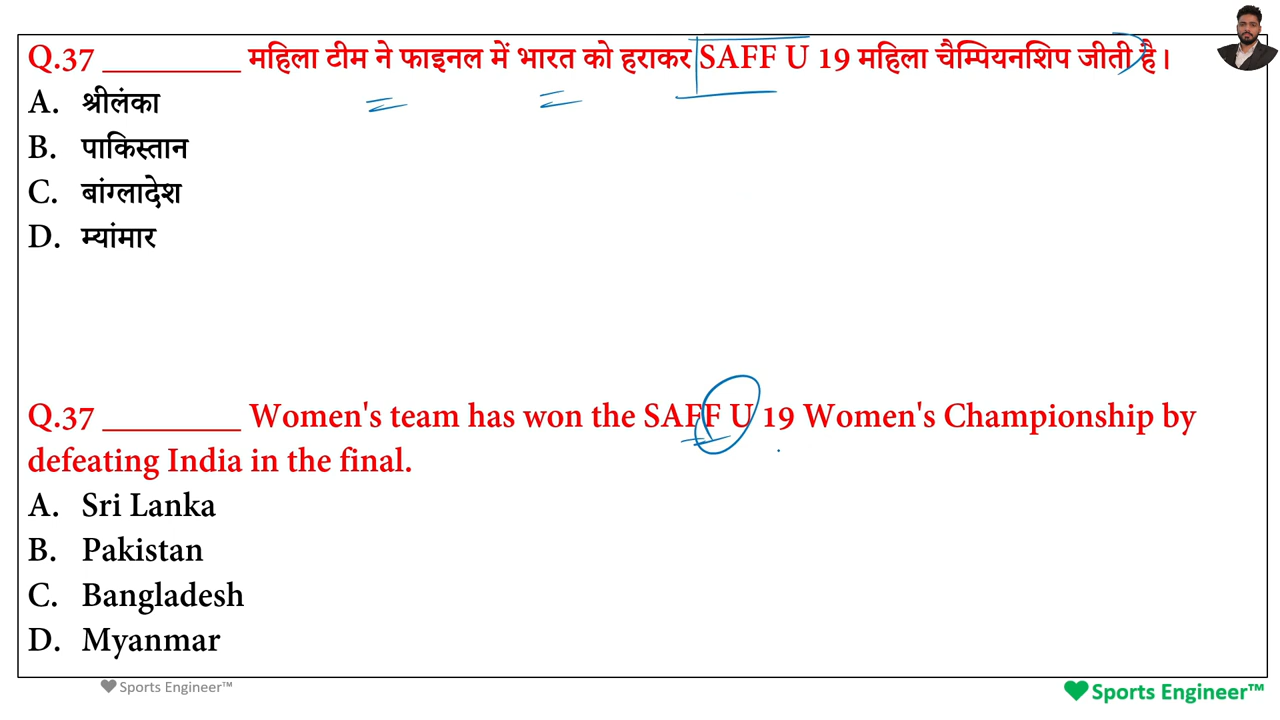 Q.37 _________ महिला टीम ने फाइनल में भारत को हराकर SAFF U 19 महिला चैम्पियनशिप जीती है।
A. श्रीलंका
B. पाकिस्तान
C. बांग्लादेश
D. म्यांमार
Q.37 _________ Women's team has won the SAFF U 19 Women's Championship by
defeating India in the final.
A. Sri Lanka
B. Pakistan
C. Bangladesh
D. Myanmar
Sports Engineer™
Sports Engineer™